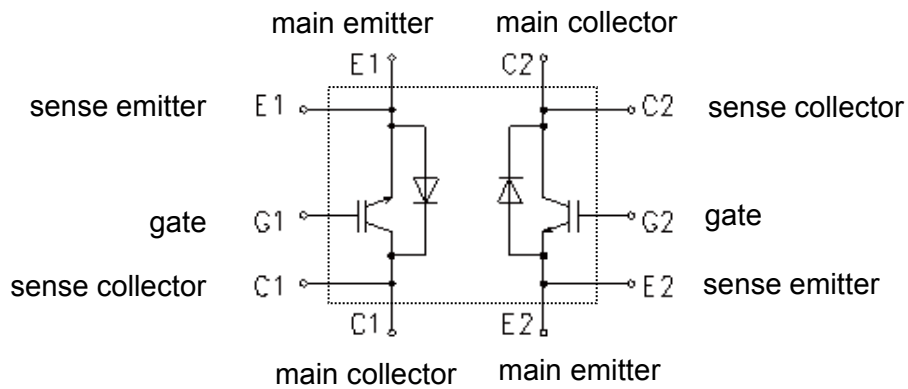 main emitter main collector
E1 C2
sense emitter E1 C2 sense collector
gate G1 G2 gate
sense collector C1 E2 sense emitter
C1 E2
main collector main emitter